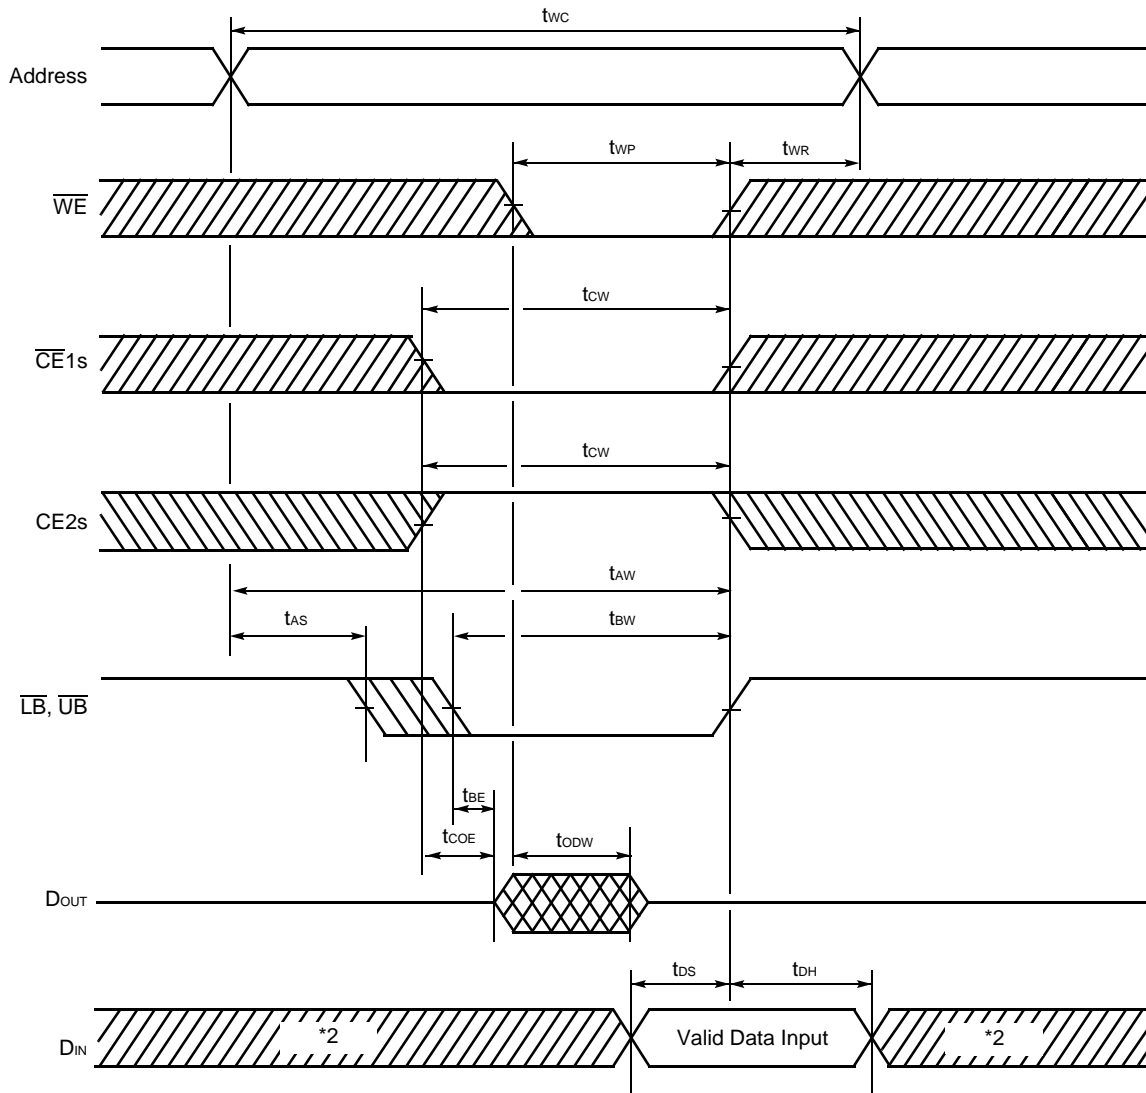 tWC
Address
tWP
tWR
WE
tCW
CE1s
tCW
CE2s
tAW
tAS
tBW
LB, UB
tBE
tCOE
tODW
DOUT
tDS
tDH
DIN
*2
Valid Data Input
*2